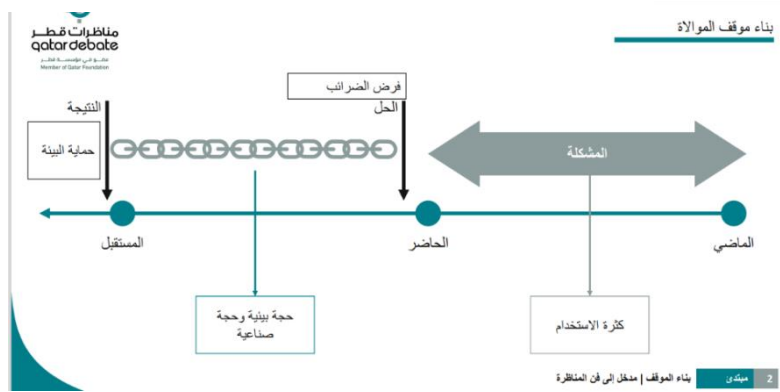 بناء موقف الموالاة
مناظرات قطر
qatar debate
عضو في مؤسسة قطر
Member of Qatar Foundation
فرض الضرائب
الحل
النتيجة
حماية البيئة
المشكلة
الماضي
الحاضر
المستقبل
كثرة الاستخدام
حجة بيئية وحجة
صناعية
2 مبتدئ بناء الموقف | مدخل إلى فن المناظرة